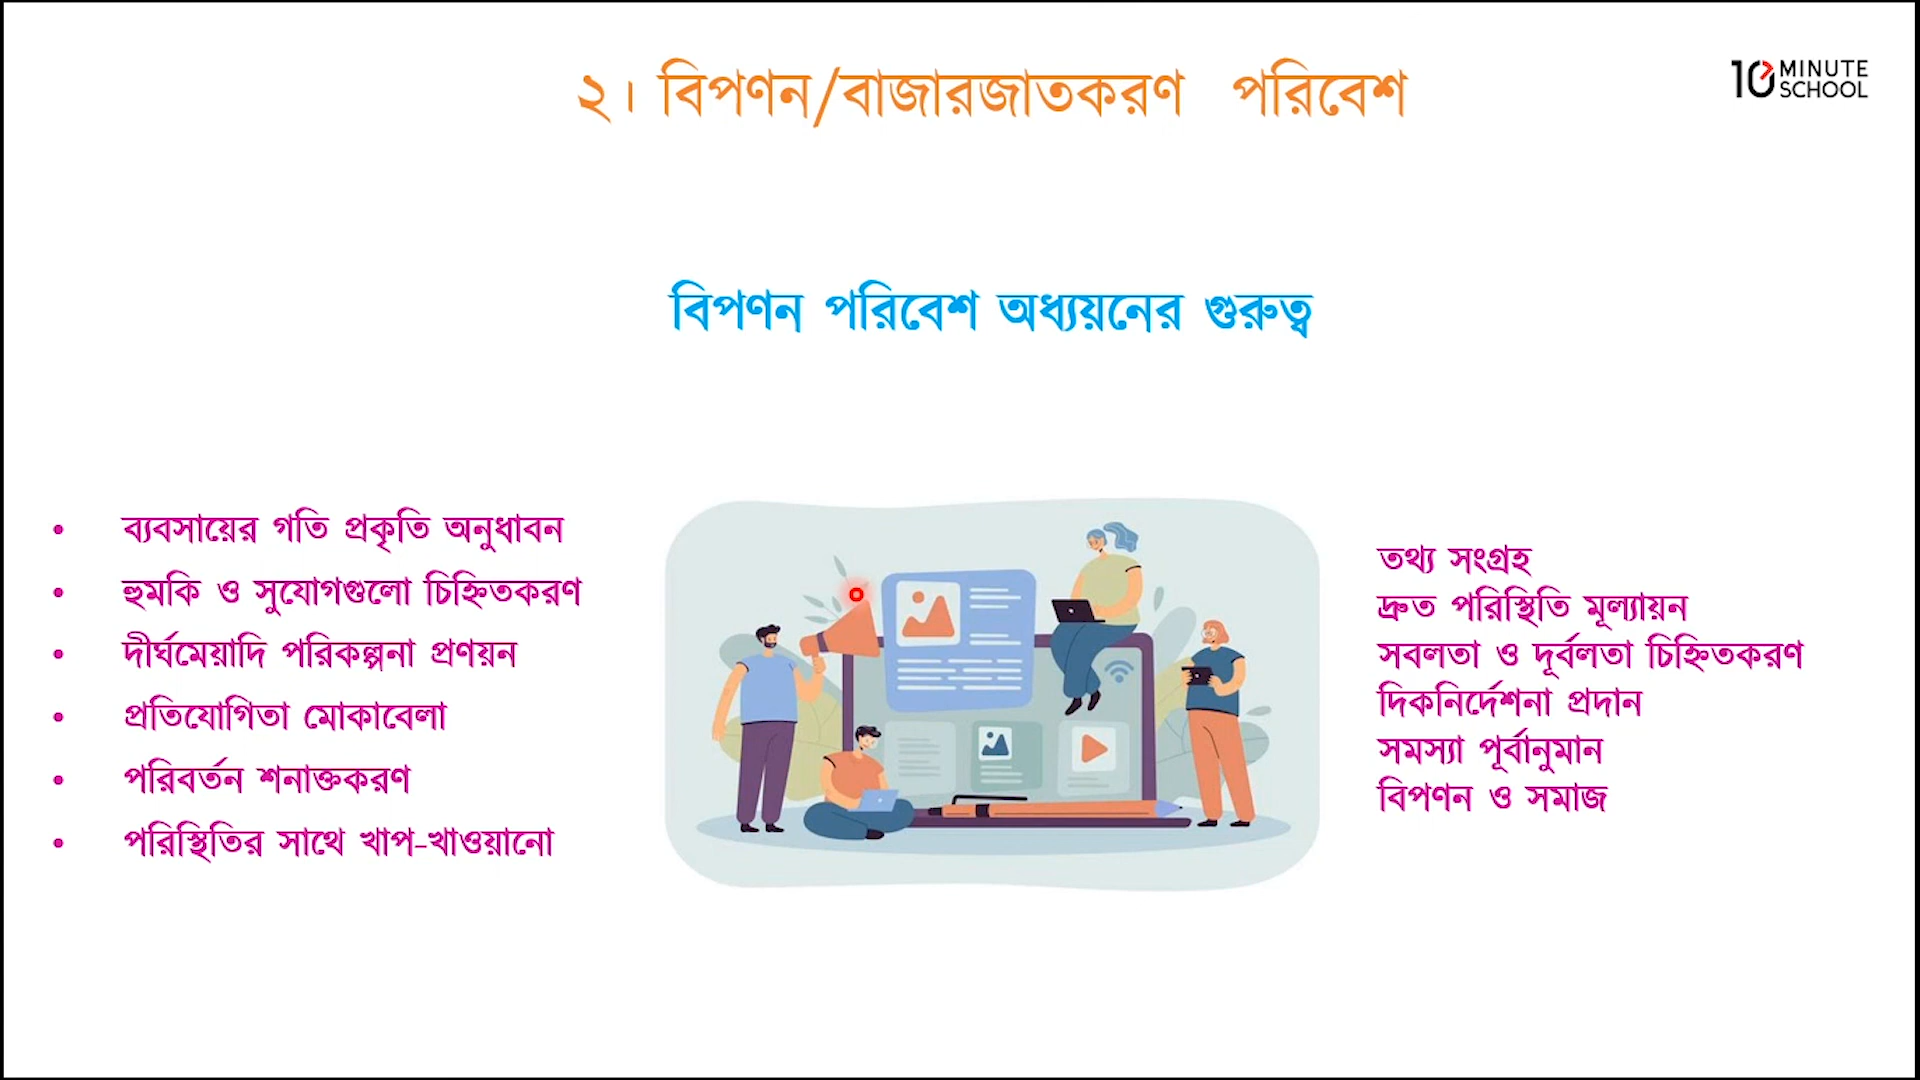 ২। বিপণন/বাজারজাতকরণ পরিবেশ
10 MINUTE SCHOOL
বিপণন পরিবেশ অধ্যয়নের গুরুত্ব
• ব্যবসায়ের গতি প্রকৃতি অনুধাবন
• হুমকি ও সুযোগগুলো চিহ্নিতকরণ
• দীর্ঘমেয়াদি পরিকল্পনা প্রণয়ন
• প্রতিযোগিতা মোকাবেলা
• পরিবর্তন শনাক্তকরণ
• পরিস্থিতির সাথে খাপ-খাওয়ানো
তথ্য সংগ্রহ
দ্রুত পরিস্থিতি মূল্যায়ন
সবলতা ও দূর্বলতা চিহ্নিতকরণ
দিকনির্দেশনা প্রদান
সমস্যা পূর্বানুমান
বিপণন ও সমাজ